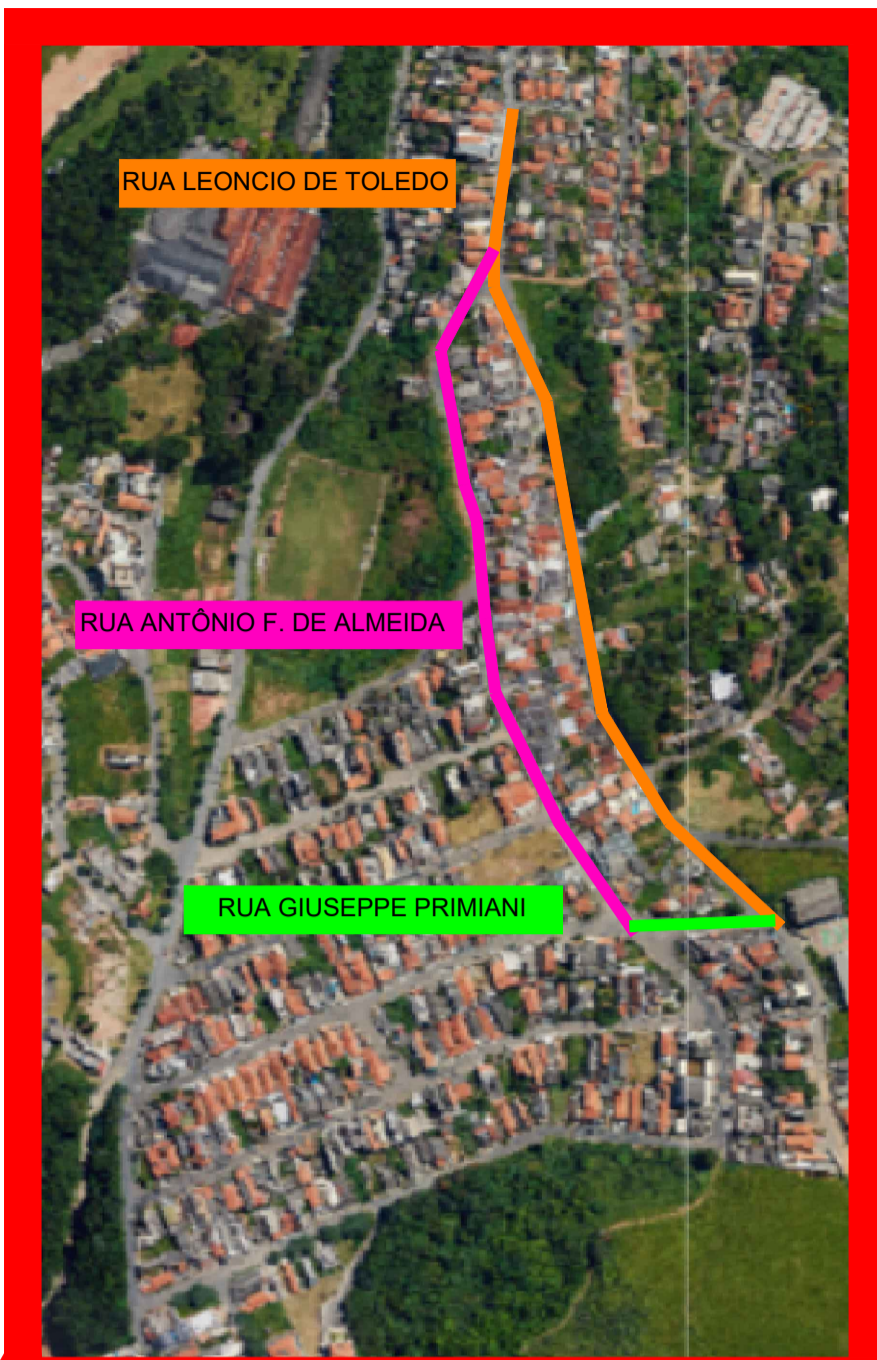 RUA LEONCIO DE TOLEDO
RUA ANTÔNIO F. DE ALMEIDA
RUA GIUSEPPE PRIMIANI